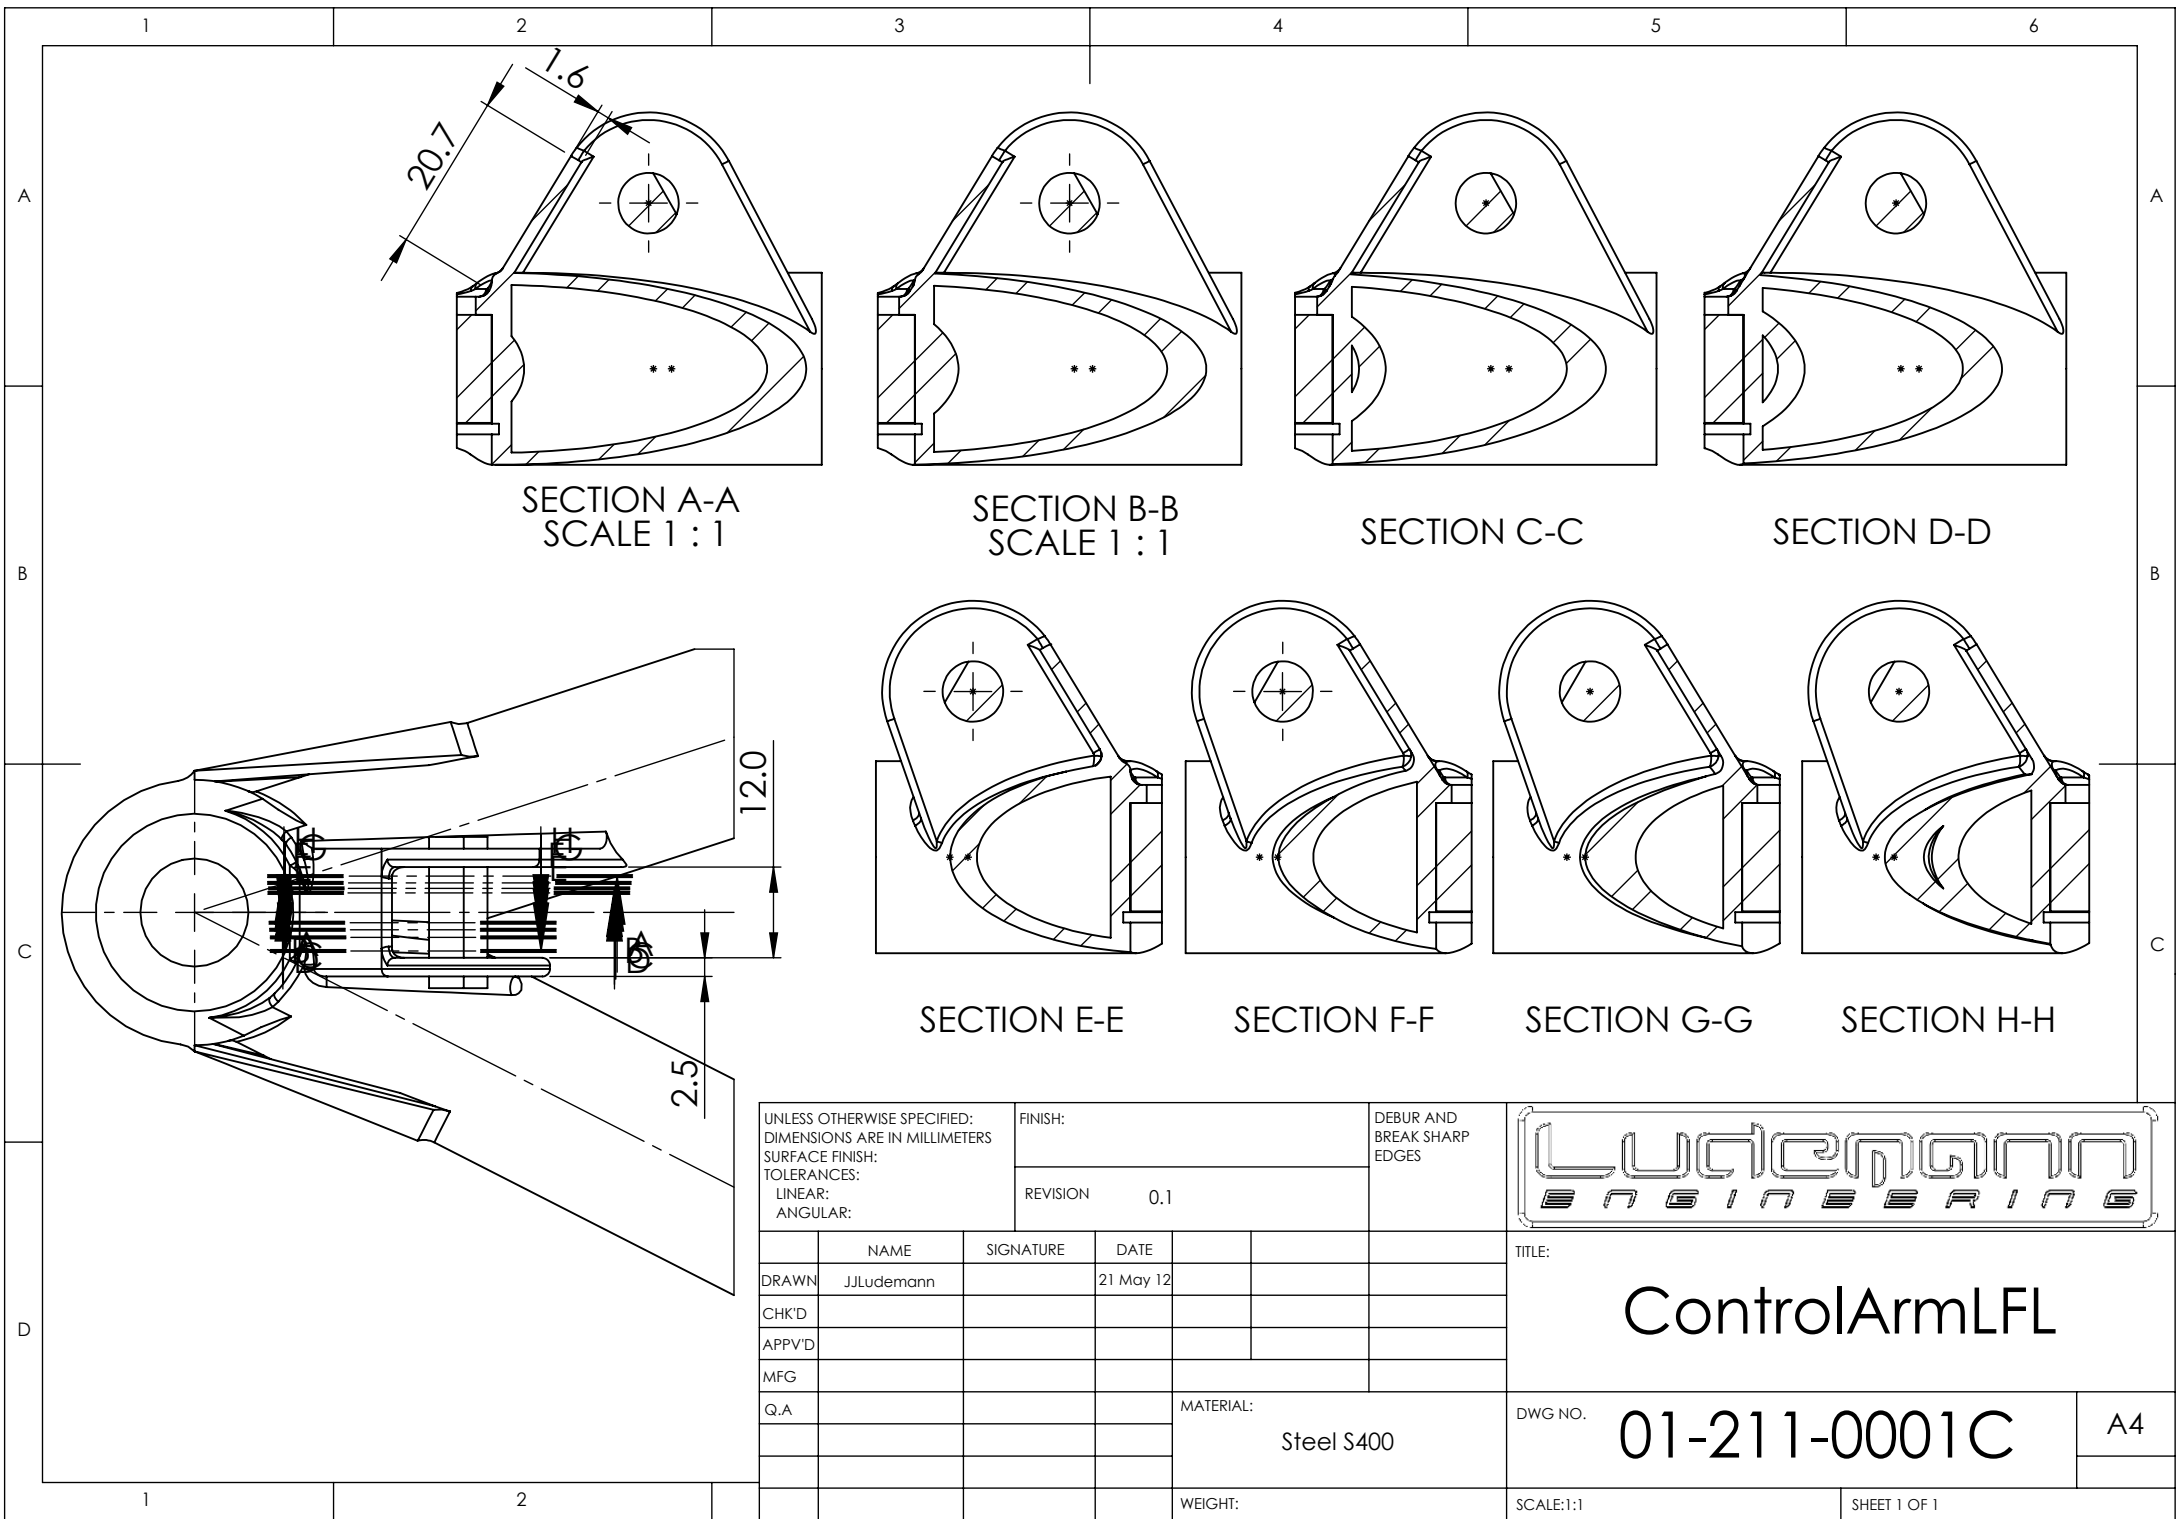 1 2 3 4 5 6
A
A
1.6
20.7
SECTION A-A
SCALE 1 : 1
SECTION B-B
SCALE 1 : 1
SECTION C-C
SECTION D-D
B
B
12.0
2.5
SECTION E-E
SECTION F-F
SECTION G-G
SECTION H-H
C
C
UNLESS OTHERWISE SPECIFIED:
DIMENSIONS ARE IN MILLIMETERS
SURFACE FINISH:
TOLERANCES:
LINEAR:
ANGULAR:
FINISH:
REVISION 0.1
DEBUR AND
BREAK SHARP
EDGES
Ludemann
ENGINEERING
NAME SIGNATURE DATE
DRAWN JJLudemann 21 May 12
CHK'D
APPV'D
MFG
Q.A
TITLE:
ControlArmLFL
MATERIAL:
Steel S400
DWG NO.
01-211-0001C
A4
WEIGHT:
SCALE:1:1
SHEET 1 OF 1
D
1 2